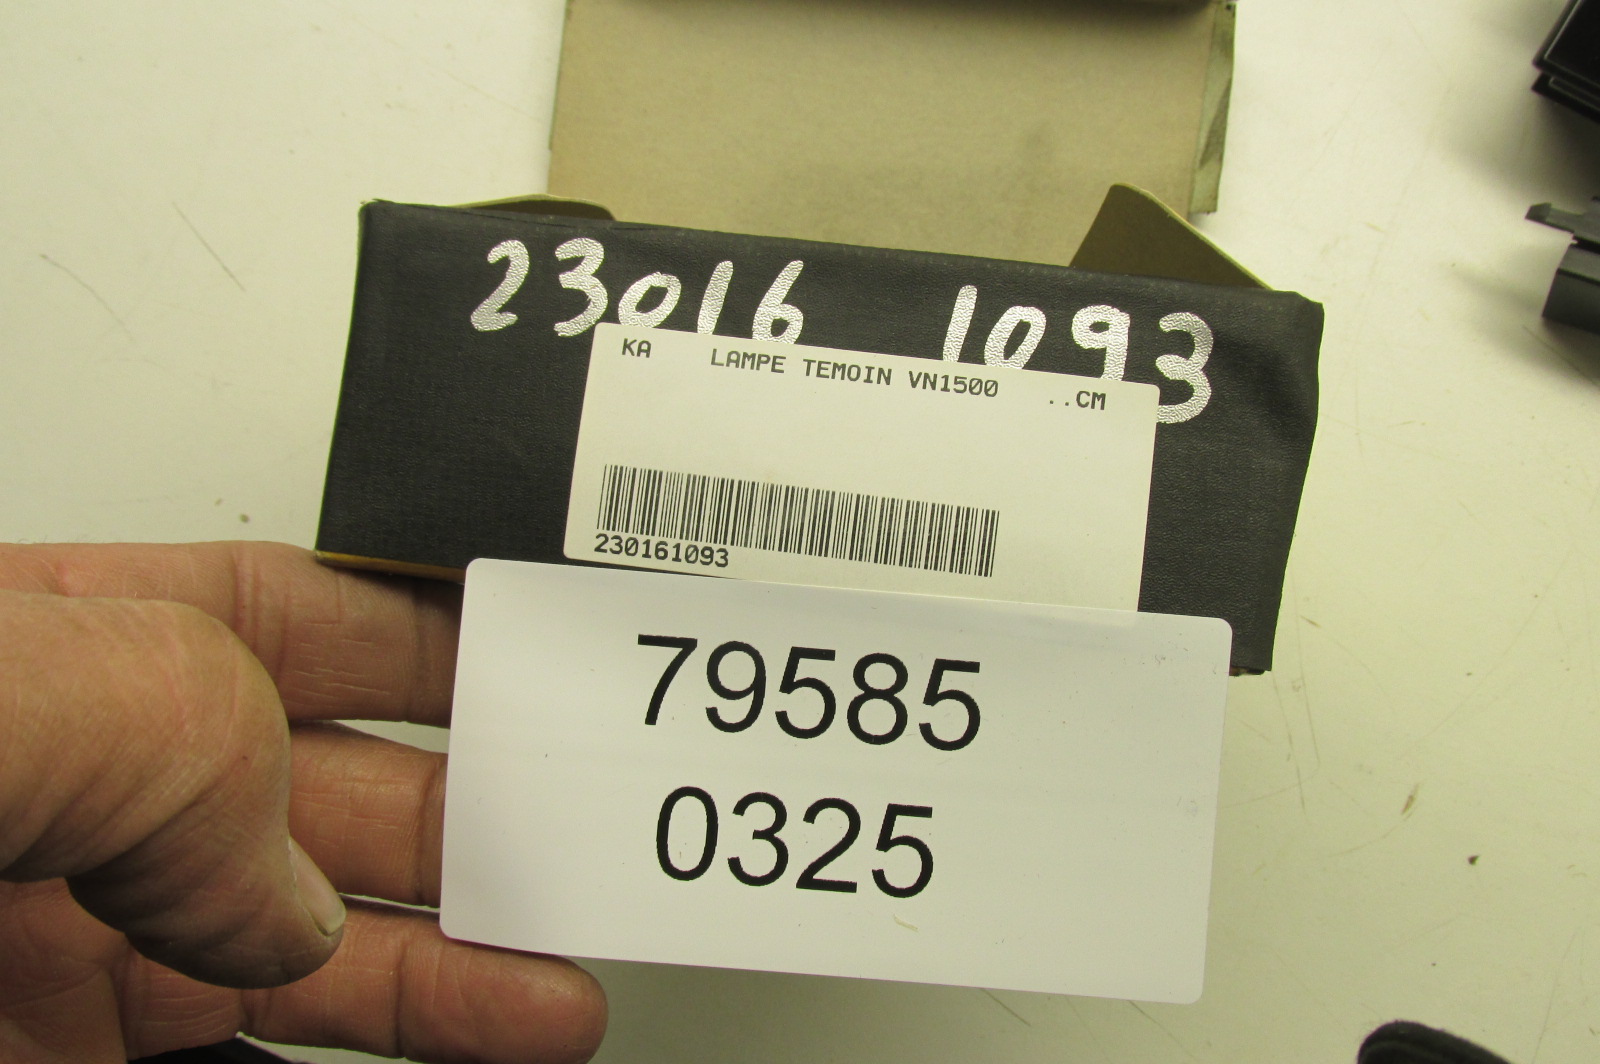 23016 1093
KA LAMPE TEMOIN VN1500 ..CM
230161093
79585
0325